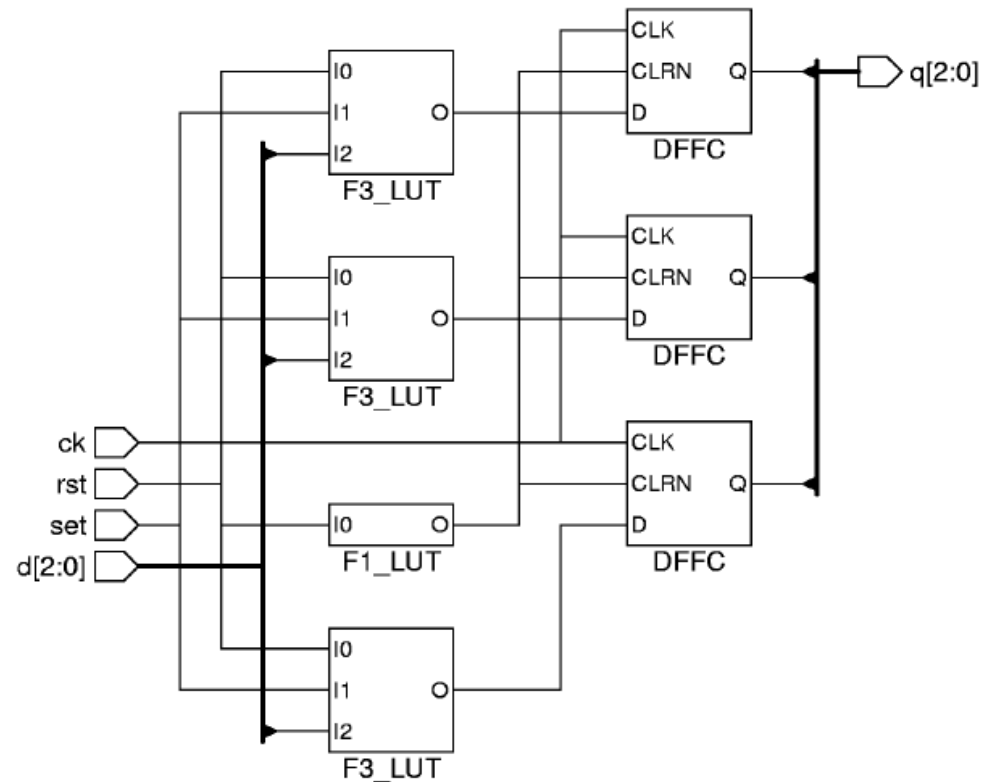 CLK
I0
CLRN
Q
q[2:0]
I1
O
D
I2
DFFC
F3_LUT
CLK
I0
CLRN
Q
I1
O
D
I2
DFFC
F3_LUT
ck
CLK
rst
CLRN
Q
set
I0
O
D
F1_LUT
DFFC
d[2:0]
I0
I1
O
I2
F3_LUT